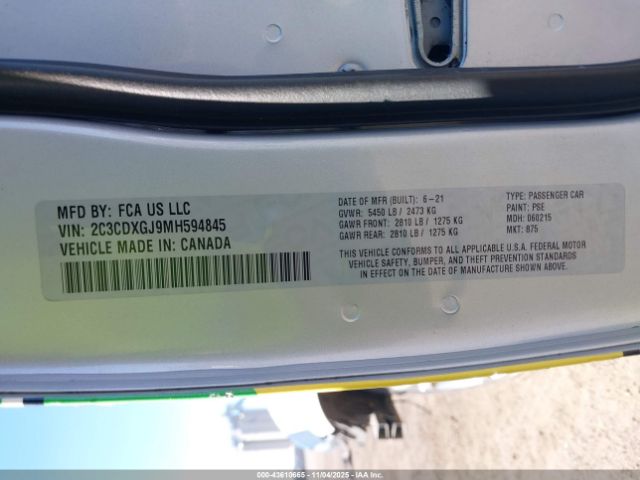 MFD BY: FCA US LLC
VIN: 2C3CDXGJ9MH594845
VEHICLE MADE IN: CANADA
DATE OF MFR (BUILT): 6-21
GVWR: 5450 LB / 2473 KG
GAWR FRONT: 2810 LB / 1275 KG
GAWR REAR: 2810 LB / 1275 KG
TYPE: PASSENGER CAR
PAINT: PSE
MDH: 060215
MKT: 875
THIS VEHICLE CONFORMS TO ALL APPLICABLE U.S.A. FEDERAL MOTOR
VEHICLE SAFETY, BUMPER, AND THEFT PREVENTION STANDARDS
IN EFFECT ON THE DATE OF MANUFACTURE SHOWN ABOVE.
000-43610665 - 11/04/2025 - Availableforexport.com